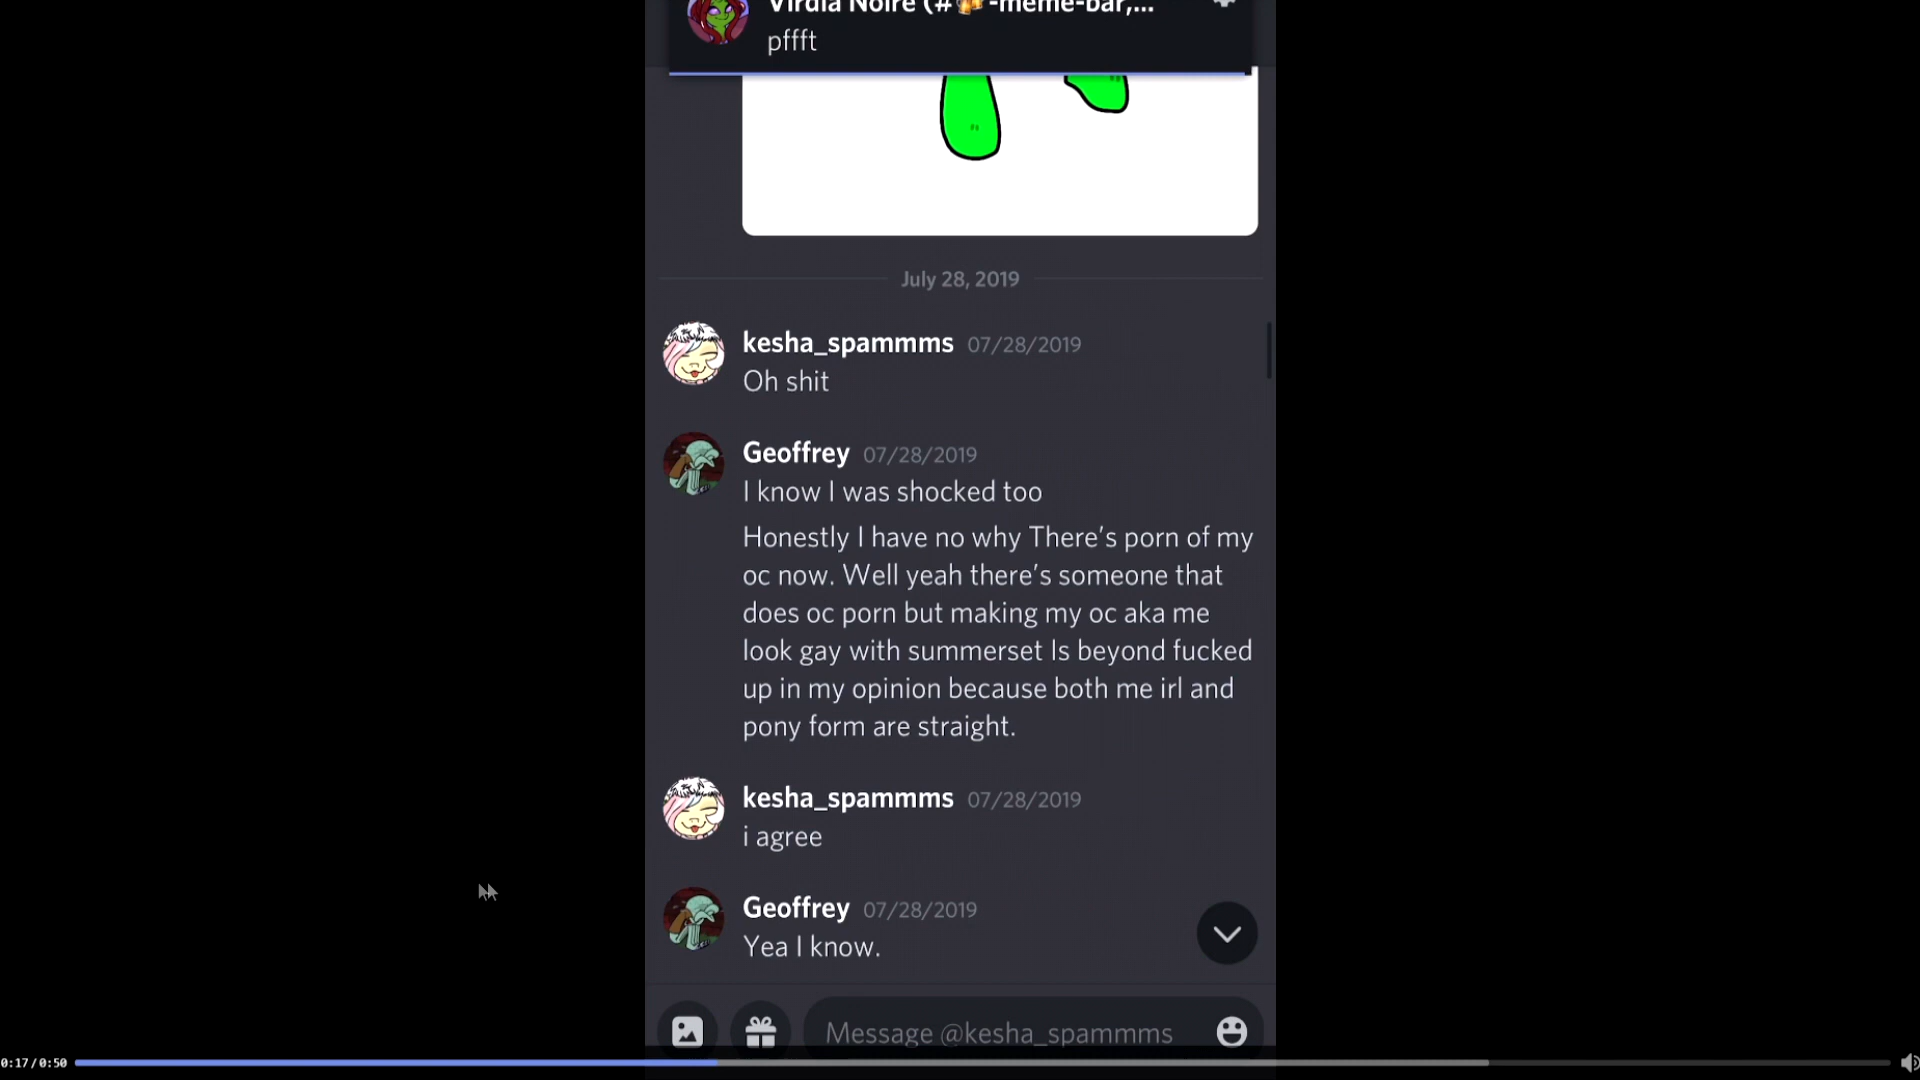 Virdia Noire (#🍻-meme-bar,...
pffft
July 28, 2019
kesha_spammms 07/28/2019
Oh shit
Geoffrey 07/28/2019
I know I was shocked too
Honestly I have no why There's porn of my
oc now. Well yeah there's someone that
does oc porn but making my oc aka me
look gay with summerset Is beyond fucked
up in my opinion because both me irl and
pony form are straight.
kesha_spammms 07/28/2019
i agree
Geoffrey 07/28/2019
Yea I know.
Message @kesha_spammms
0:17/0:50